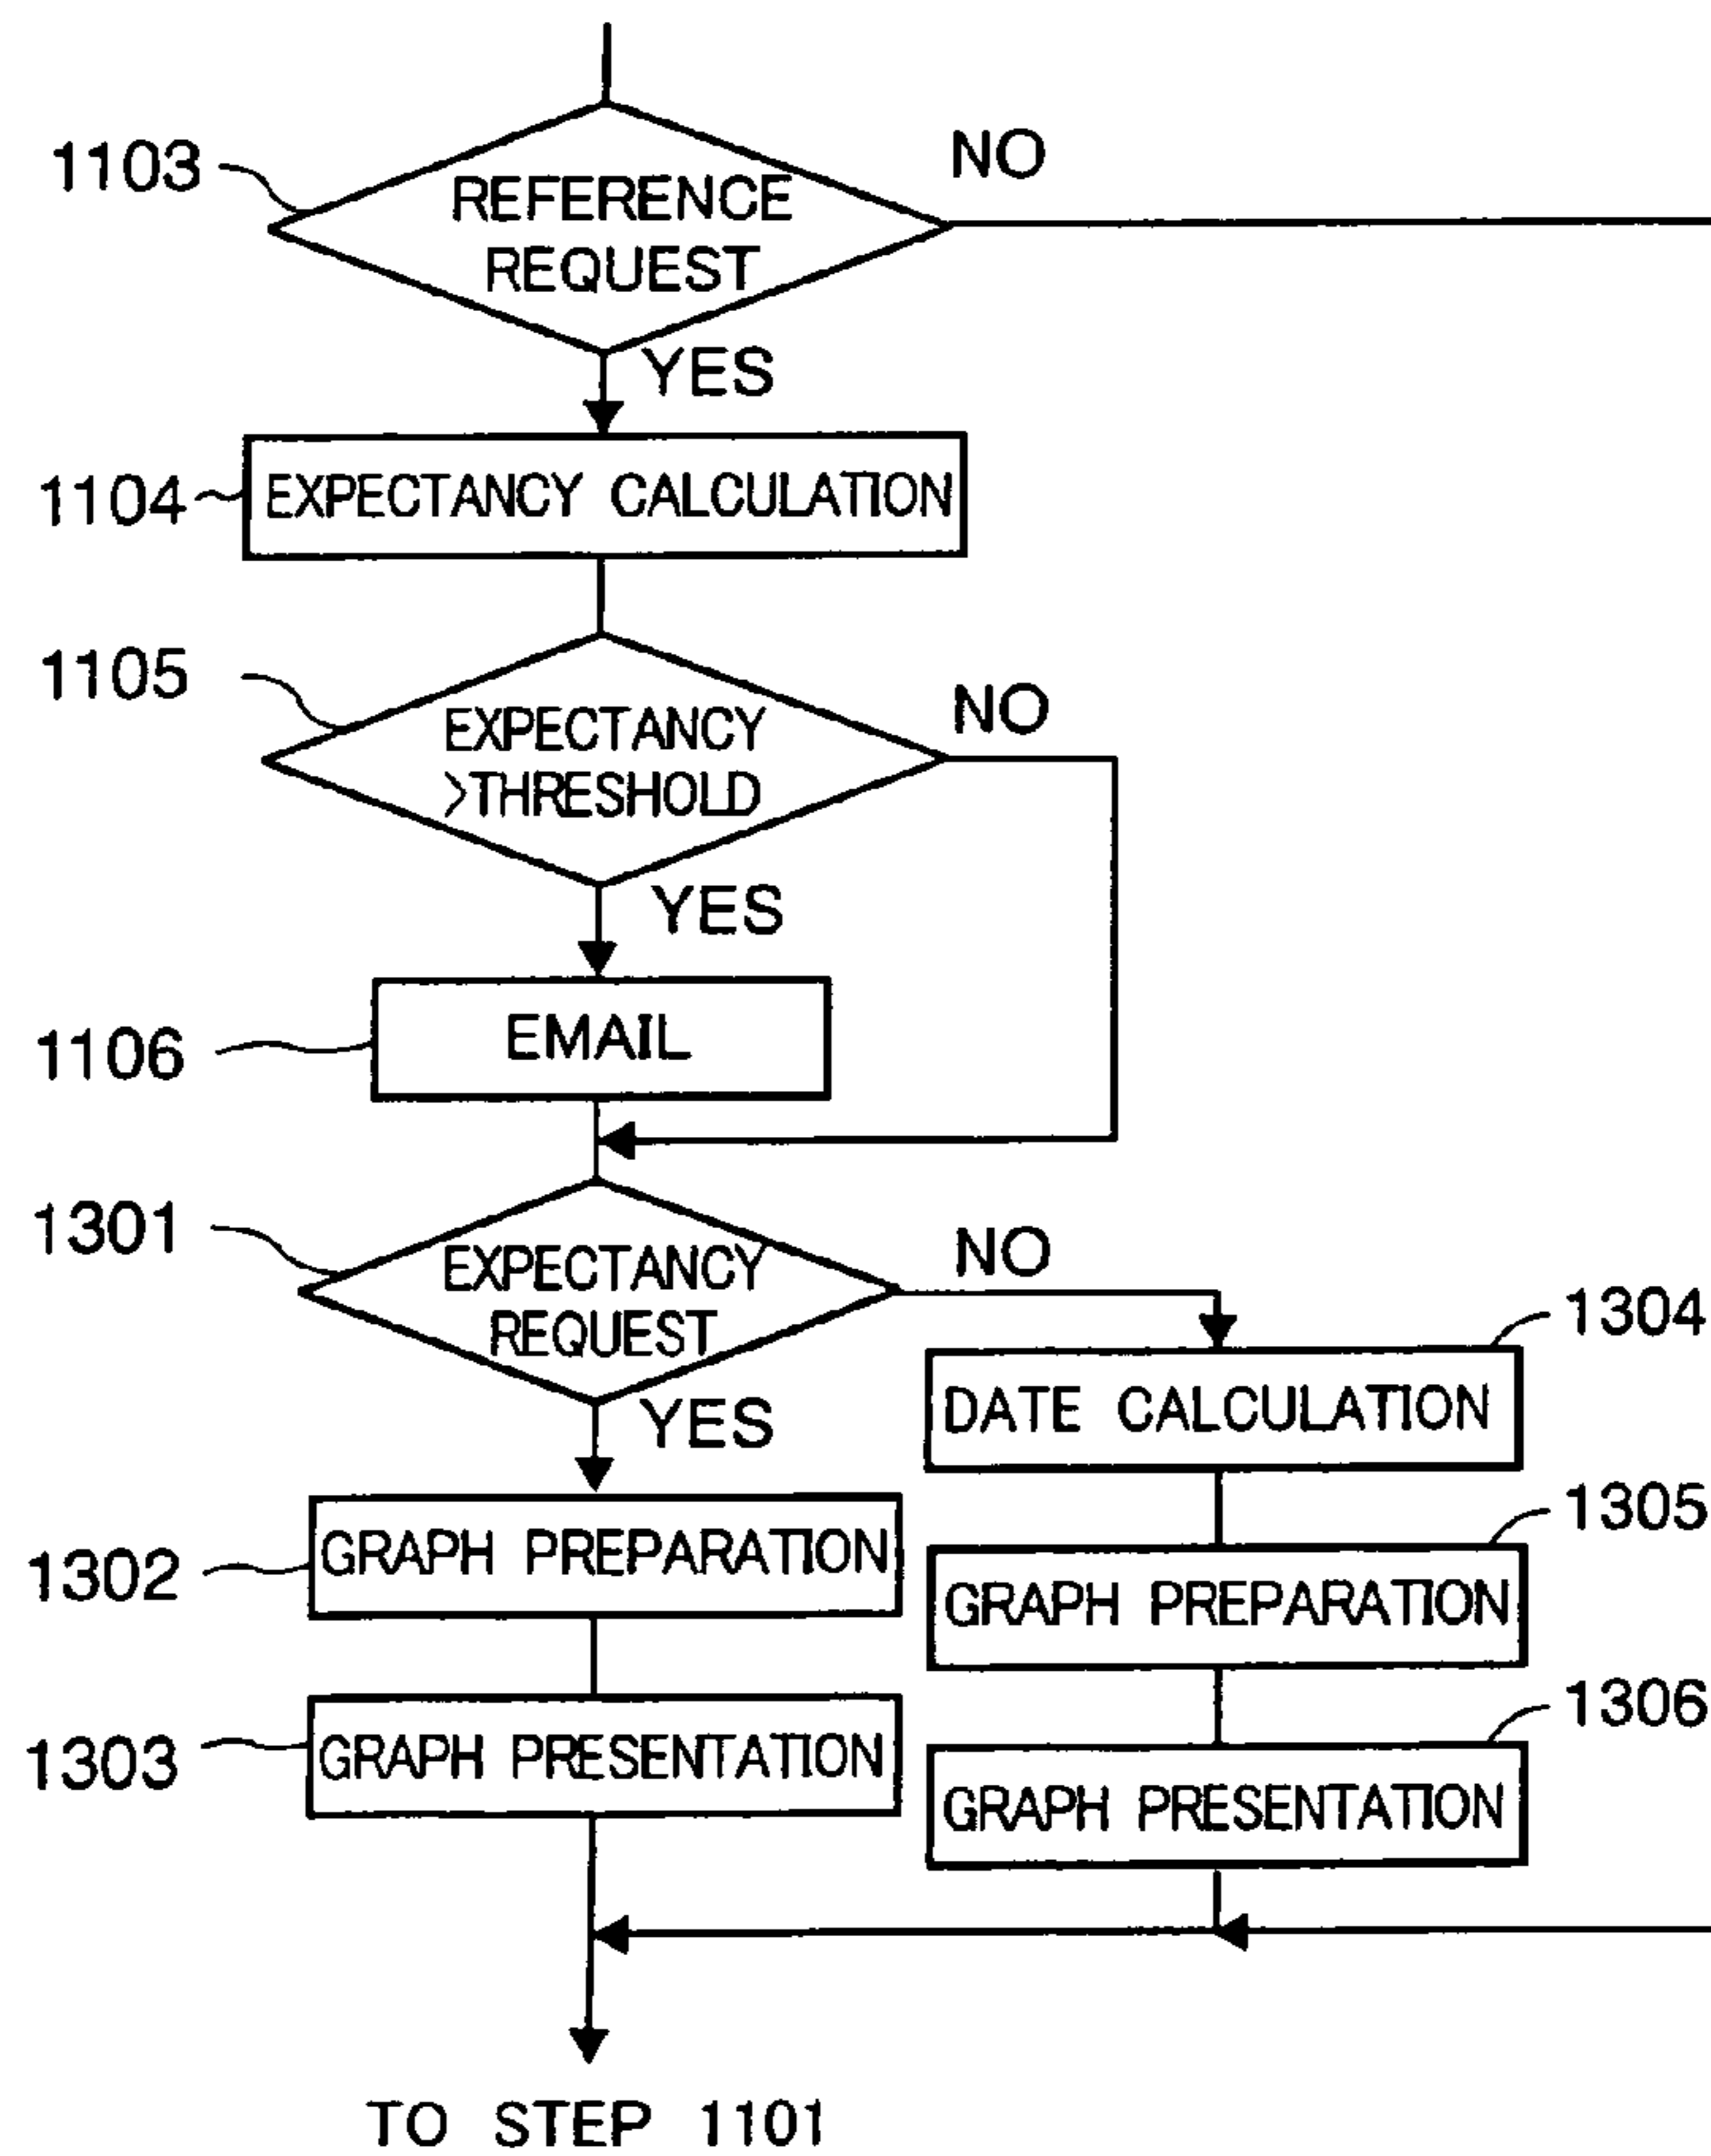 NO
1103
REFERENCE
REQUEST
YES
1104
EXPECTANCY CALCULATION
1105
NO
EXPECTANCY
>THRESHOLD
YES
1106
EMAIL
1301
NO
EXPECTANCY
REQUEST
1304
YES
DATE CALCULATION
1305
1302
GRAPH PREPARATION
GRAPH PREPARATION
1306
1303
GRAPH PRESENTATION
GRAPH PRESENTATION
TO STEP 1101